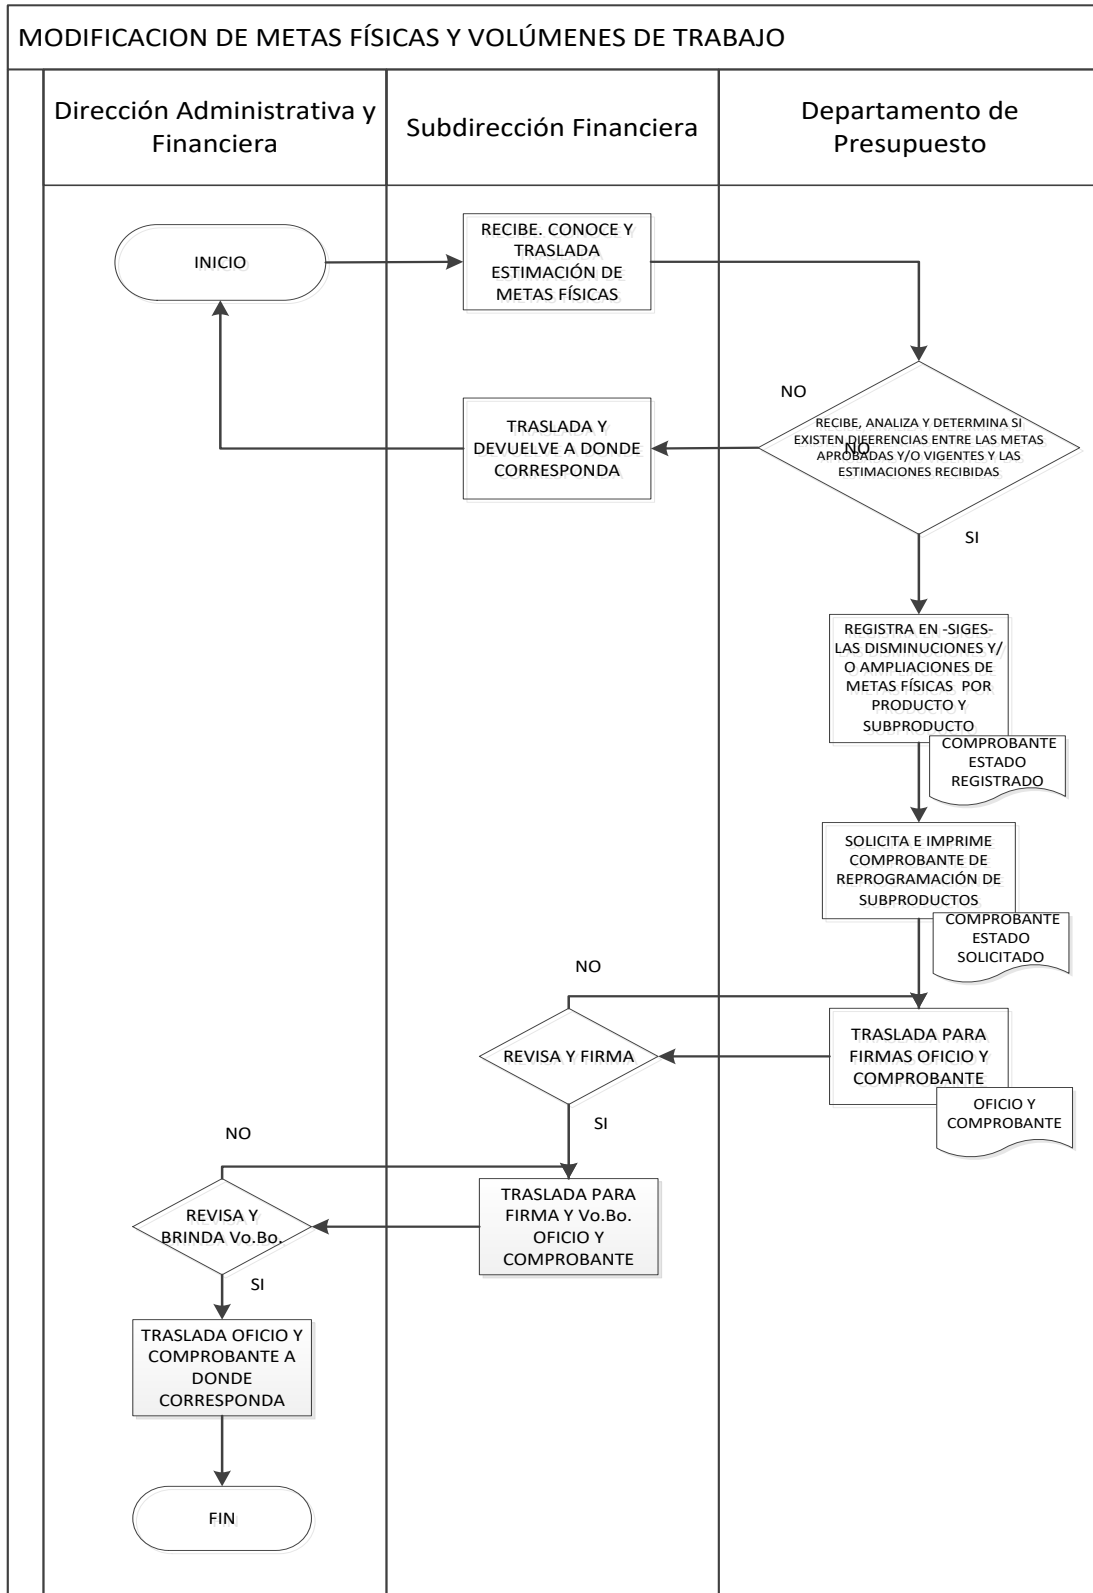 MODIFICACION DE METAS FÍSICAS Y VOLÚMENES DE TRABAJO
Dirección Administrativa y
Financiera
Subdirección Financiera
Departamento de
Presupuesto
INICIO
RECIBE. CONOCE Y
TRASLADA
ESTIMACIÓN DE
METAS FÍSICAS
NO
RECIBE, ANALIZA Y DETERMINA SI
EXISTEN DIFERENCIAS ENTRE LAS METAS
APROBADAS Y/O VIGENTES Y LAS
ESTIMACIONES RECIBIDAS
NO
TRASLADA Y
DEVUELVE A DONDE
CORRESPONDA
SI
REGISTRA EN -SIGES-
LAS DISMINUCIONES Y/
O AMPLIACIONES DE
METAS FÍSICAS POR
PRODUCTO Y
SUBPRODUCTO
COMPROBANTE
ESTADO
REGISTRADO
SOLICITA E IMPRIME
COMPROBANTE DE
REPROGRAMACIÓN DE
SUBPRODUCTOS
COMPROBANTE
ESTADO
SOLICITADO
NO
REVISA Y FIRMA
TRASLADA PARA
FIRMAS OFICIO Y
COMPROBANTE
OFICIO Y
COMPROBANTE
SI
NO
REVISA Y
BRINDA Vo.Bo.
TRASLADA PARA
FIRMA Y Vo.Bo.
OFICIO Y
COMPROBANTE
SI
TRASLADA OFICIO Y
COMPROBANTE A
DONDE
CORRESPONDA
FIN